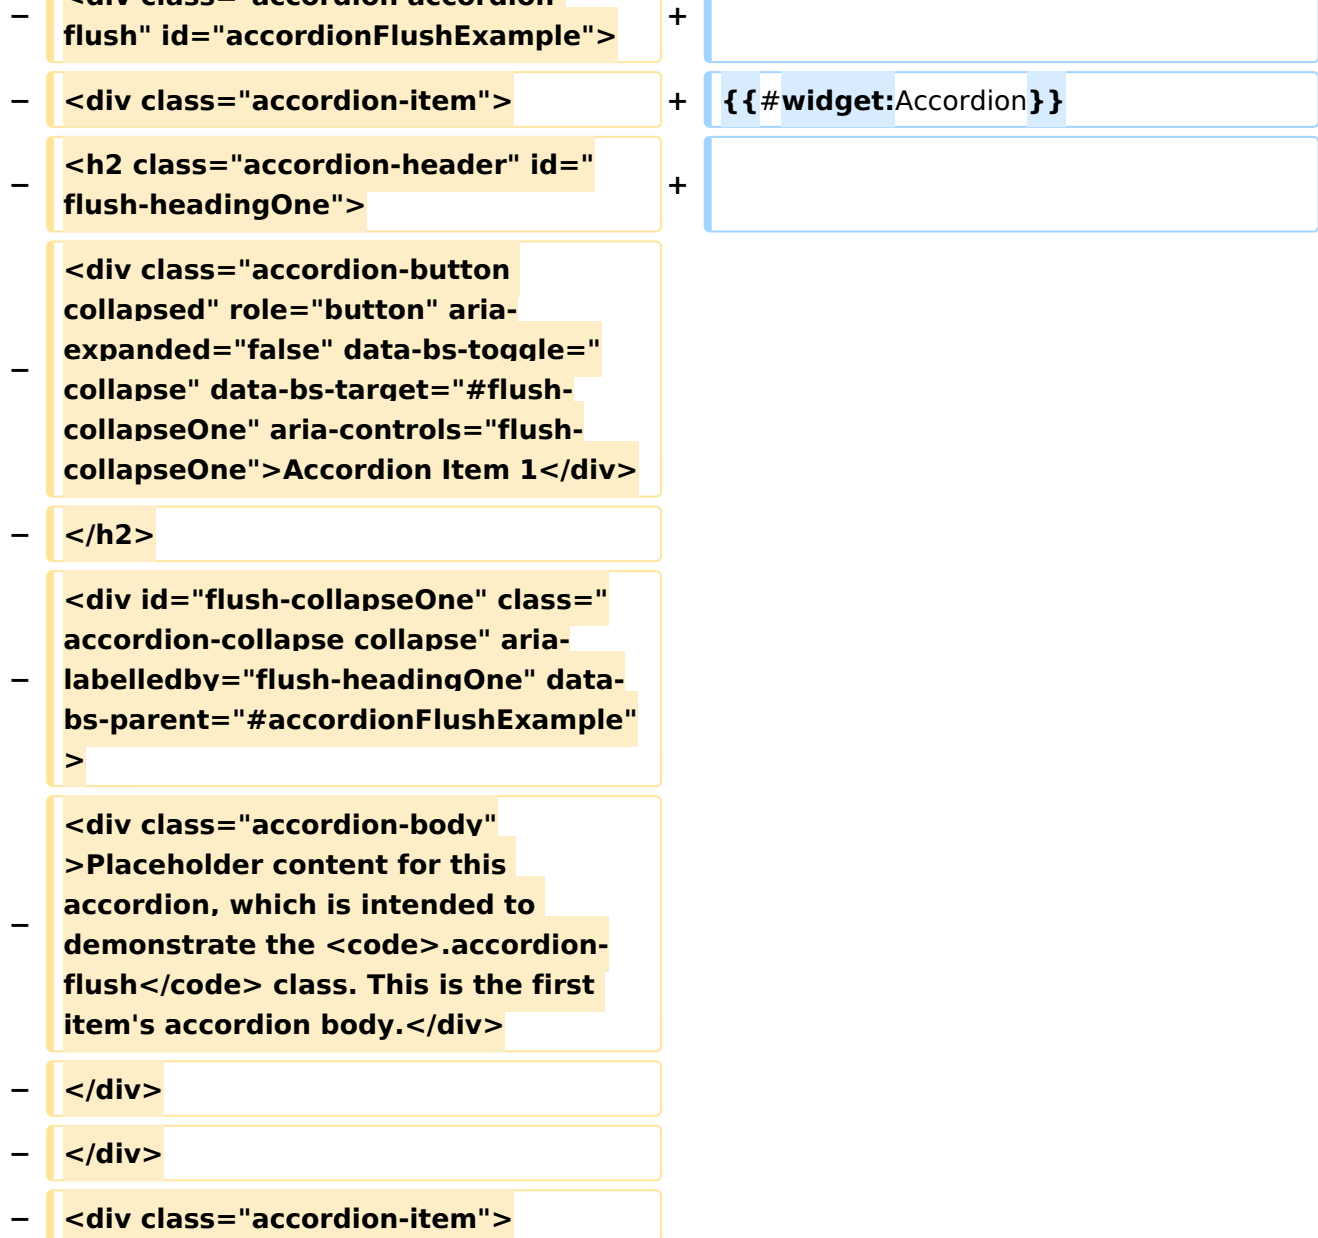 − <div class="accordion accordion- +
flush" id="accordionFlushExample">
− <div class="accordion-item"> + {{#widget:Accordion}}
− <h2 class="accordion-header" id=" +
flush-headingOne">
<div class="accordion-button
collapsed" role="button" aria-
− expanded="false" data-bs-toggle="
collapse" data-bs-target="#flush-
collapseOne" aria-controls="flush-
collapseOne">Accordion Item 1</div>
− </h2>
<div id="flush-collapseOne" class="
accordion-collapse collapse" aria-
− labelledby="flush-headingOne" data-
bs-parent="#accordionFlushExample"
>
<div class="accordion-body"
>Placeholder content for this
accordion, which is intended to
− demonstrate the <code>.accordion-
flush</code> class. This is the first
item's accordion body.</div>
− </div>
− </div>
− <div class="accordion-item">